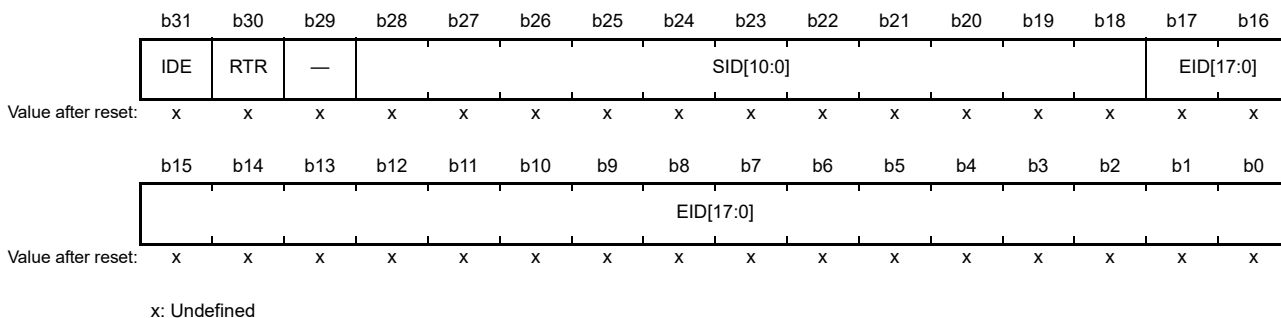 b31 b30 b29 b28 b27 b26 b25 b24 b23 b22 b21 b20 b19 b18 b17 b16
IDE RTR — SID[10:0] EID[17:0]
Value after reset: x x x x x x x x x x x x x x x x
b15 b14 b13 b12 b11 b10 b9 b8 b7 b6 b5 b4 b3 b2 b1 b0
EID[17:0]
Value after reset: x x x x x x x x x x x x x x x x
x: Undefined